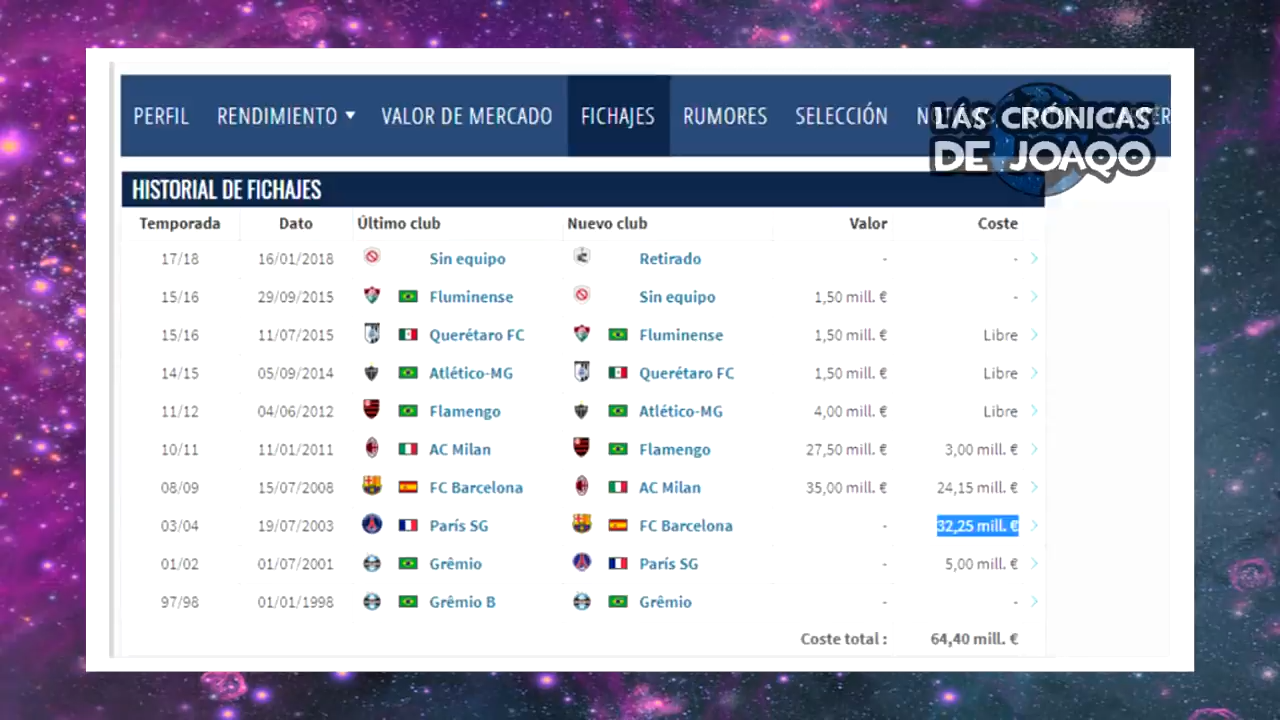 PERFIL RENDIMIENTO VALOR DE MERCADO FICHAJES RUMORES SELECCIÓN
LÁS CRÓNICAS
DE JOAQO
HISTORIAL DE FICHAJES
Temporada Dato Último club Nuevo club Valor Coste
17/18 16/01/2018 Sin equipo Retirado - -
15/16 29/09/2015 Fluminense Sin equipo 1,50 mill. € -
15/16 11/07/2015 Querétaro FC Fluminense 1,50 mill. € Libre
14/15 05/09/2014 Atlético-MG Querétaro FC 1,50 mill. € Libre
11/12 04/06/2012 Flamengo Atlético-MG 4,00 mill. € Libre
10/11 11/01/2011 AC Milan Flamengo 27,50 mill. € 3,00 mill. €
08/09 15/07/2008 FC Barcelona AC Milan 35,00 mill. € 24,15 mill. €
03/04 19/07/2003 París SG FC Barcelona - 32,25 mill. €
01/02 01/07/2001 Grêmio París SG - 5,00 mill. €
97/98 01/01/1998 Grêmio B Grêmio - -
Coste total : 64,40 mill. €